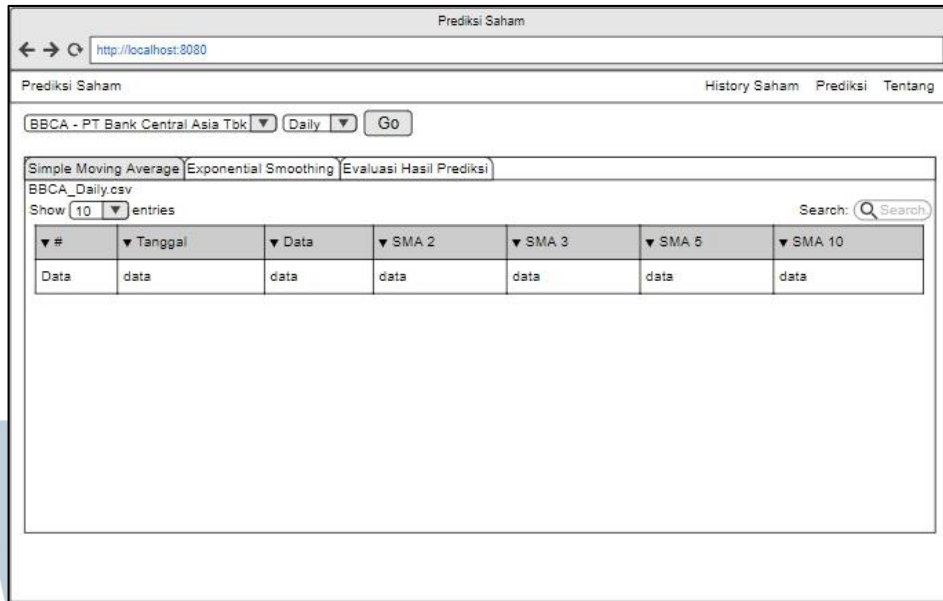 Prediksi Saham
http://localhost:8080
Prediksi Saham History Saham Prediksi Tentang
BBCA - PT Bank Central Asia Tbk ▼ Daily ▼ Go
Simple Moving Average Exponential Smoothing Evaluasi Hasil Prediksi
BBCA_Daily.csv
Show 10 ▼ entries Search: Search
▼ # ▼ Tanggal ▼ Data ▼ SMA 2 ▼ SMA 3 ▼ SMA 5 ▼ SMA 10
Data data data data data data data